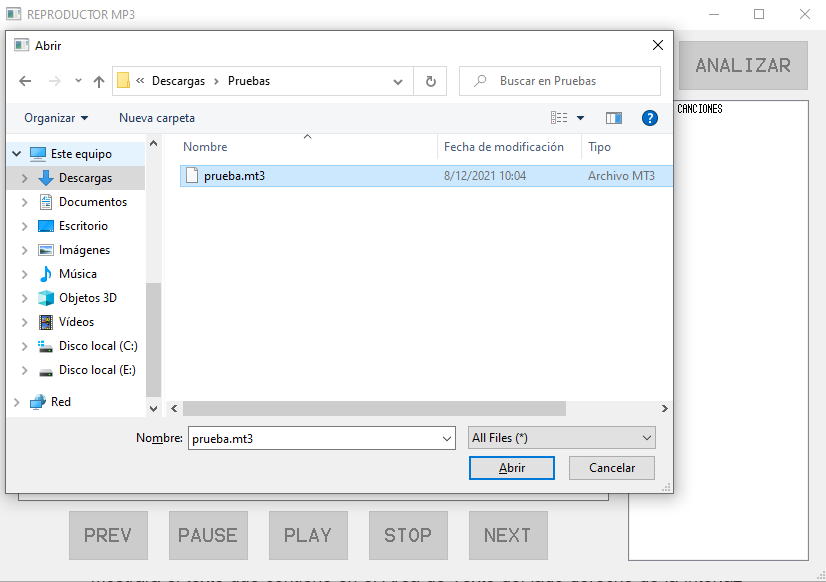 REPRODUCTOR MP3
Abrir
« Descargas › Pruebas
Buscar en Pruebas
ANALIZAR
Organizar
Nueva carpeta
CANCIONES
Nombre
Fecha de modificación
Tipo
Este equipo
Descargas
Documentos
Escritorio
Imágenes
Música
Objetos 3D
Vídeos
Disco local (C:)
Disco local (E:)
Red
prueba.mt3
8/12/2021 10:04
Archivo MT3
Nombre:
prueba.mt3
All Files (*)
Abrir
Cancelar
PREV
PAUSE
PLAY
STOP
NEXT